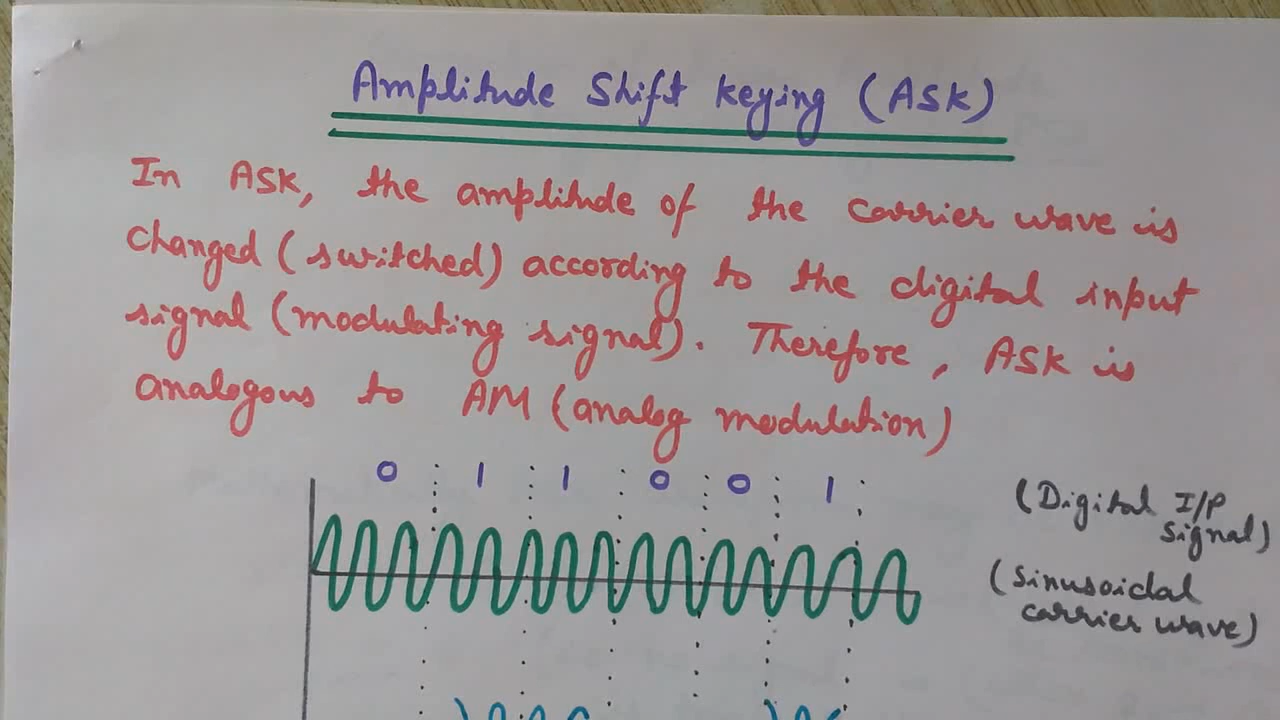 Amplitude Shift keying (ASK)
In ASK, the amplitude of the carrier wave is
changed (switched) according to the digital input
signal (modulating signal). Therefore, ASK is
analogous to AM (analog modulation)
0 1 1 0 0 1
(Digital I/P
signal)
(Sinusoidal
carrier wave)